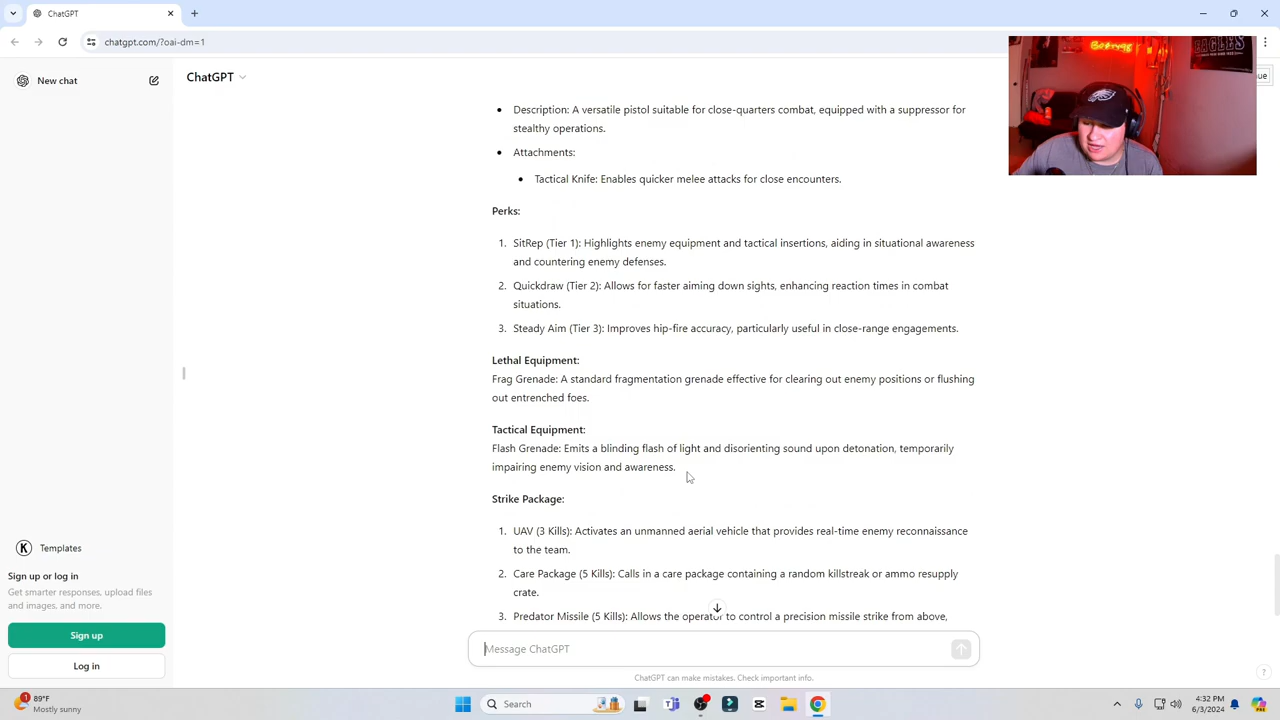 ChatGPT
chatgpt.com/?oai-dm=1
New chat
ChatGPT
EAGLES
ue
• Description: A versatile pistol suitable for close-quarters combat, equipped with a suppressor for
stealthy operations.
• Attachments:
• Tactical Knife: Enables quicker melee attacks for close encounters.
Perks:
1. SitRep (Tier 1): Highlights enemy equipment and tactical insertions, aiding in situational awareness
and countering enemy defenses.
2. Quickdraw (Tier 2): Allows for faster aiming down sights, enhancing reaction times in combat
situations.
3. Steady Aim (Tier 3): Improves hip-fire accuracy, particularly useful in close-range engagements.
Lethal Equipment:
Frag Grenade: A standard fragmentation grenade effective for clearing out enemy positions or flushing
out entrenched foes.
Tactical Equipment:
Flash Grenade: Emits a blinding flash of light and disorienting sound upon detonation, temporarily
impairing enemy vision and awareness.
Strike Package:
1. UAV (3 Kills): Activates an unmanned aerial vehicle that provides real-time enemy reconnaissance
to the team.
2. Care Package (5 Kills): Calls in a care package containing a random killstreak or ammo resupply
crate.
3. Predator Missile (5 Kills): Allows the operator to control a precision missile strike from above,
K Templates
Sign up or log in
Get smarter responses, upload files
and images, and more.
Sign up
Log in
Message ChatGPT
ChatGPT can make mistakes. Check important info.
?
1
89°F
Mostly sunny
Search
4:32 PM
6/3/2024